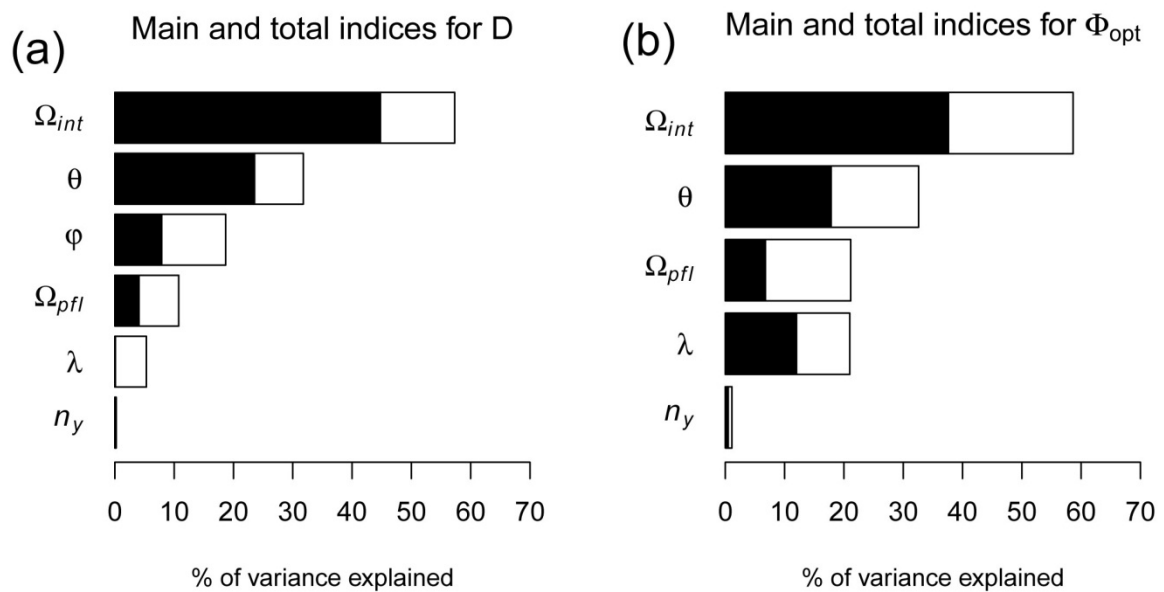 (a)
Main and total indices for D
Ω_int
θ
φ
Ω_pfl
λ
n_y
0 10 20 30 40 50 60 70
% of variance explained
(b)
Main and total indices for Φ_opt
Ω_int
θ
Ω_pfl
λ
n_y
0 10 20 30 40 50 60 70
% of variance explained